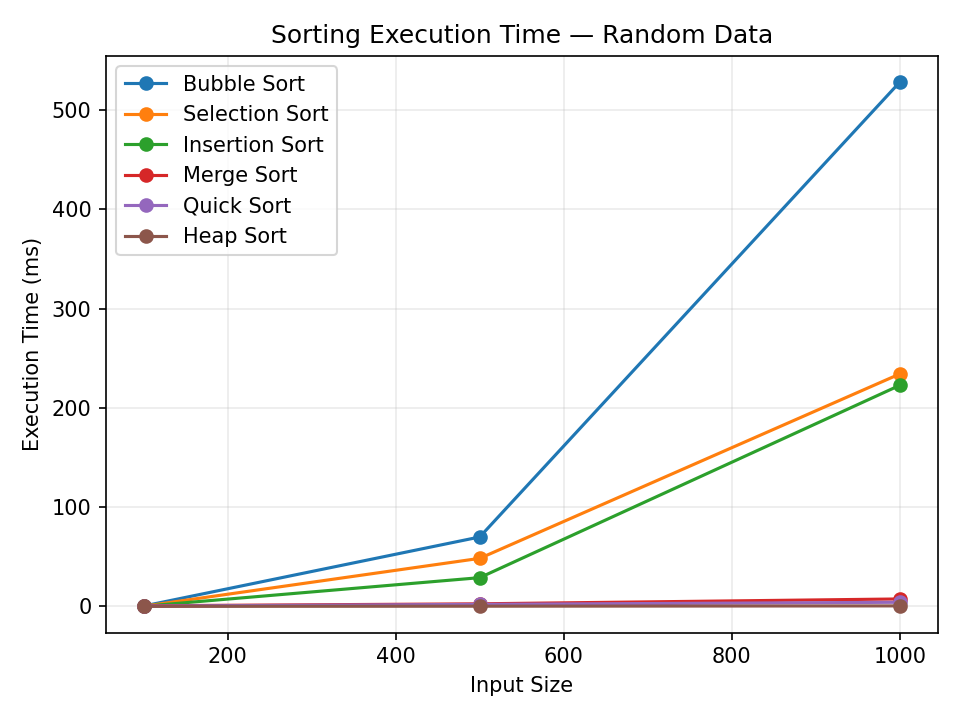 Sorting Execution Time — Random Data
Bubble Sort
Selection Sort
Insertion Sort
Merge Sort
Quick Sort
Heap Sort
Execution Time (ms)
500
400
300
200
100
0
200
400
600
800
1000
Input Size